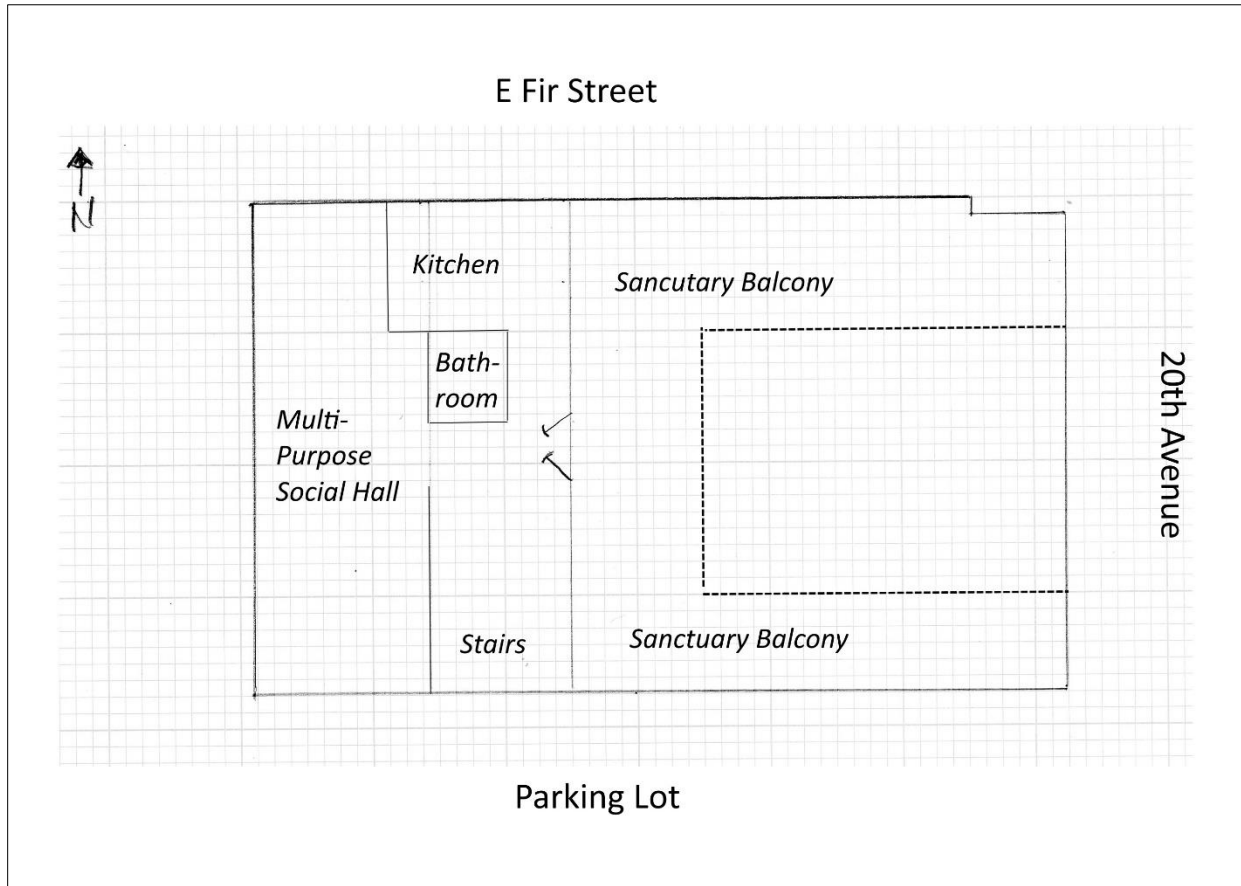 E Fir Street
N
Kitchen
Sancutary Balcony
Bath-
room
Multi-
Purpose
Social Hall
20th Avenue
Stairs
Sanctuary Balcony
Parking Lot